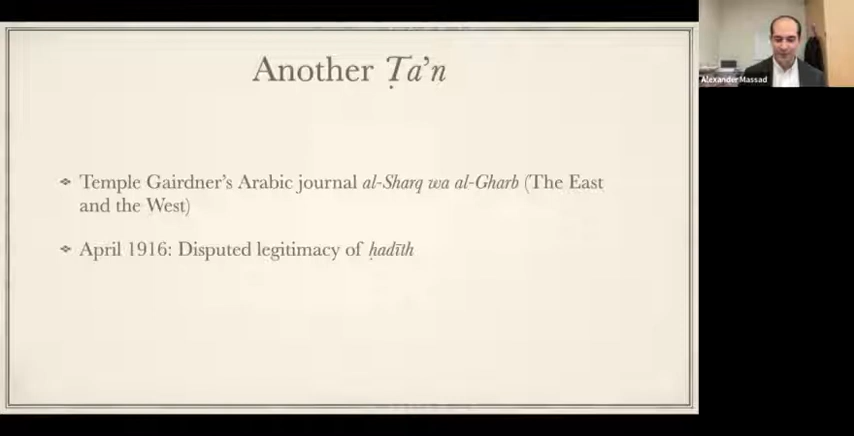 Another Ṭa’n
Temple Gairdner’s Arabic journal al-Sharq wa al-Gharb (The East
and the West)
April 1916: Disputed legitimacy of ḥadīth
Alexander Massad